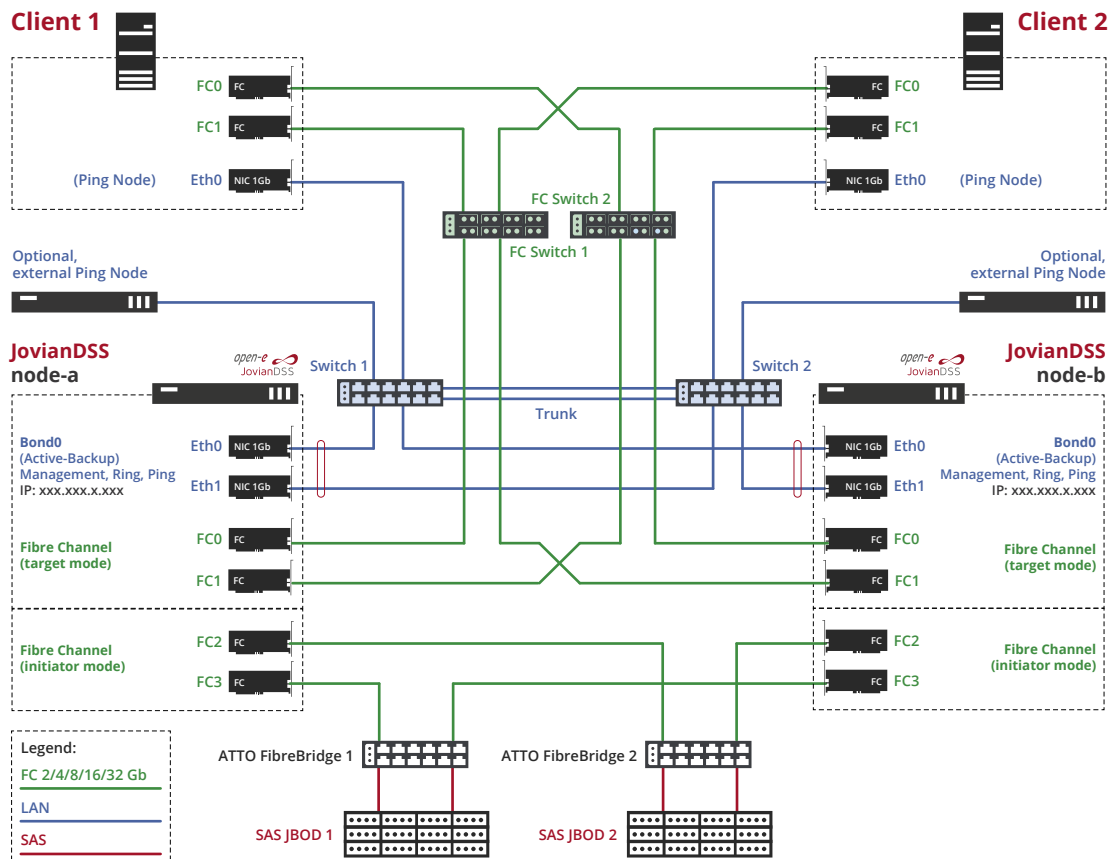 Client 1
Client 2
FC0
FC
FC
FC0
FC1
FC
FC
FC1
(Ping Node)
Eth0
NIC 1Gb
NIC 1Gb
Eth0
(Ping Node)
FC Switch 2
FC Switch 1
Optional,
external Ping Node
Optional,
external Ping Node
JovianDSS
node-a
open-e
JovianDSS
Switch 1
Switch 2
open-e
JovianDSS
JovianDSS
node-b
Trunk
Bond0
(Active-Backup)
Management, Ring, Ping
IP: xxx.xxx.x.xxx
Eth0
NIC 1Gb
Eth1
NIC 1Gb
NIC 1Gb
Eth0
NIC 1Gb
Eth1
Bond0
(Active-Backup)
Management, Ring, Ping
IP: xxx.xxx.x.xxx
Fibre Channel
(target mode)
FC0
FC
FC1
FC
FC
FC0
FC
FC1
Fibre Channel
(target mode)
Fibre Channel
(initiator mode)
FC2
FC
FC3
FC
FC
FC2
FC
FC3
Fibre Channel
(initiator mode)
ATTO FibreBridge 1
ATTO FibreBridge 2
SAS JBOD 1
SAS JBOD 2
Legend:
FC 2/4/8/16/32 Gb
LAN
SAS